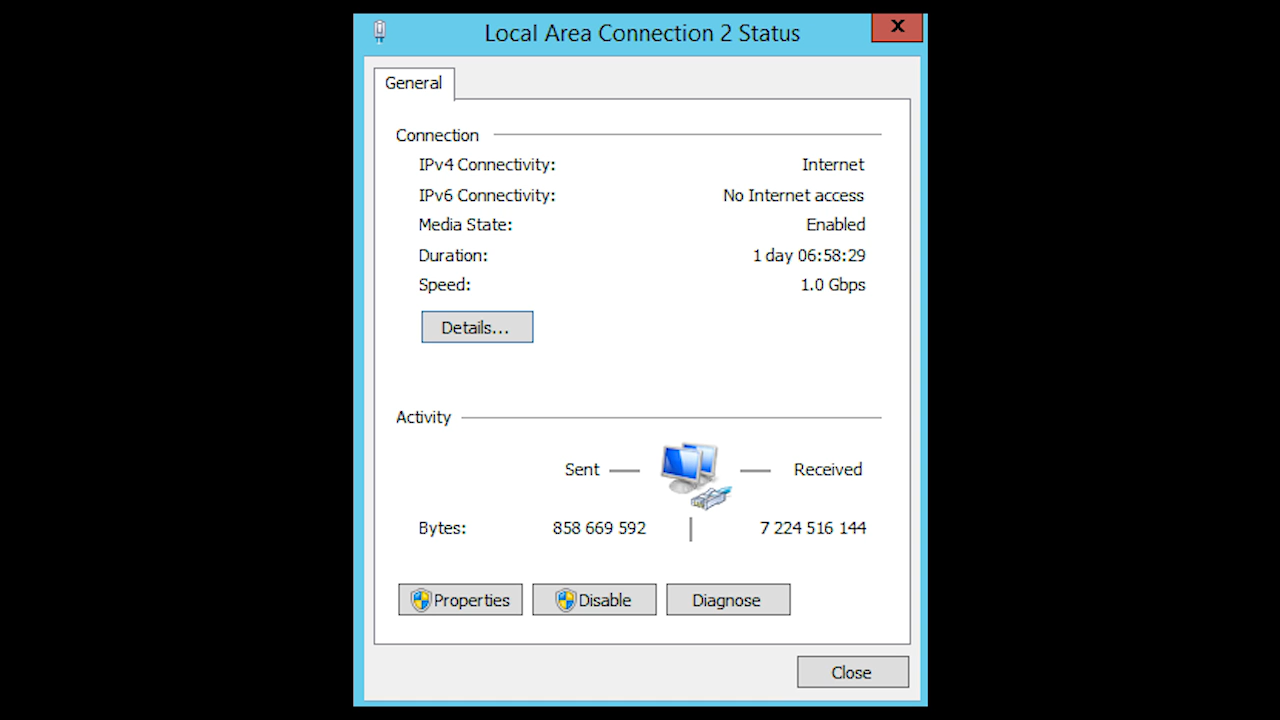 Local Area Connection 2 Status
X
General
Connection
IPv4 Connectivity: Internet
IPv6 Connectivity: No Internet access
Media State: Enabled
Duration: 1 day 06:58:29
Speed: 1.0 Gbps
Details...
Activity
Sent Received
Bytes: 858 669 592 7 224 516 144
Properties Disable Diagnose
Close